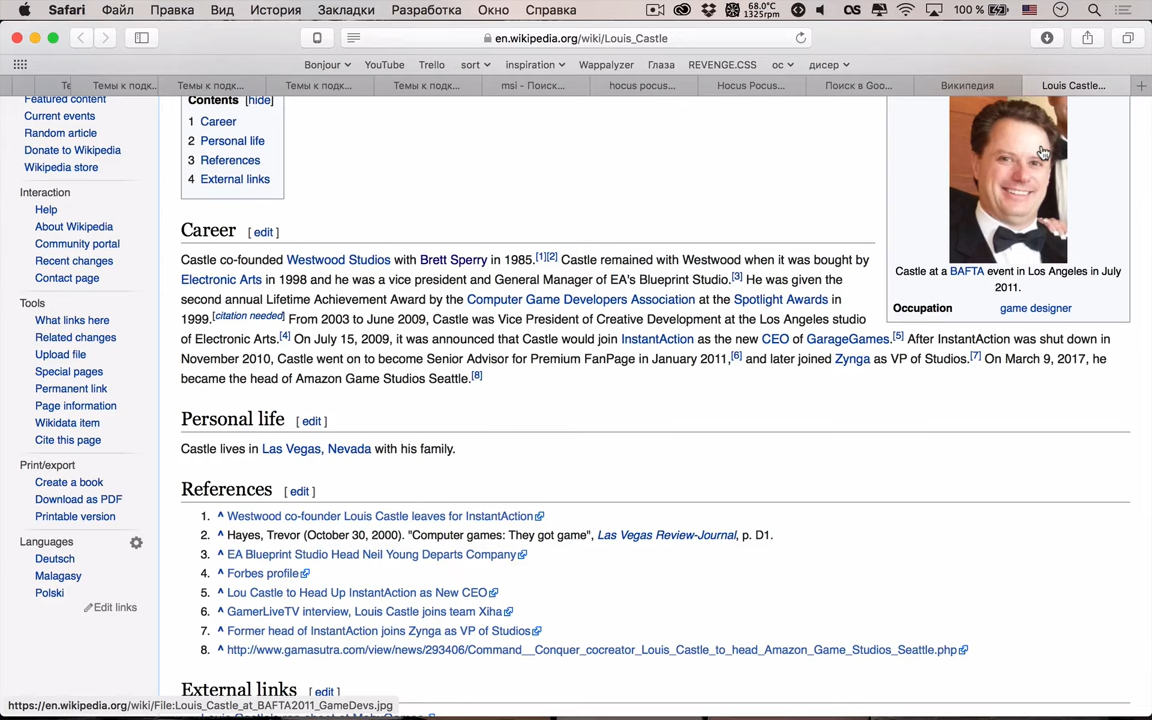 Safari Файл Правка Вид История Закладки Разработка Окно Справка 68.0°C 1325rpm 100 %
en.wikipedia.org/wiki/Louis_Castle
Bonjour YouTube Trello sort inspiration Wappalyzer Глаза REVENGE.CSS ос дисер
Те Темы к подк... Темы к подк... Темы к подк... Темы к подк... msi - Поиск... hocus pocus... Hocus Pocus... Поиск в Goo... Википедия Louis Castle...
Featured content
Current events
Random article
Donate to Wikipedia
Wikipedia store
Interaction
Help
About Wikipedia
Community portal
Recent changes
Contact page
Tools
What links here
Related changes
Upload file
Special pages
Permanent link
Page information
Wikidata item
Cite this page
Print/export
Create a book
Download as PDF
Printable version
Languages
Deutsch
Malagasy
Polski
Edit links
Contents [hide]
1 Career
2 Personal life
3 References
4 External links
Career [ edit ]
Castle co-founded Westwood Studios with Brett Sperry in 1985.[1][2] Castle remained with Westwood when it was bought by
Electronic Arts in 1998 and he was a vice president and General Manager of EA's Blueprint Studio.[3] He was given the
second annual Lifetime Achievement Award by the Computer Game Developers Association at the Spotlight Awards in
1999.[citation needed] From 2003 to June 2009, Castle was Vice President of Creative Development at the Los Angeles studio
of Electronic Arts.[4] On July 15, 2009, it was announced that Castle would join InstantAction as the new CEO of GarageGames.[5] After InstantAction was shut down in
November 2010, Castle went on to become Senior Advisor for Premium FanPage in January 2011,[6] and later joined Zynga as VP of Studios.[7] On March 9, 2017, he
became the head of Amazon Game Studios Seattle.[8]
Castle at a BAFTA event in Los Angeles in July
2011.
Occupation game designer
Personal life [ edit ]
Castle lives in Las Vegas, Nevada with his family.
References [ edit ]
1. ^ Westwood co-founder Louis Castle leaves for InstantAction
2. ^ Hayes, Trevor (October 30, 2000). "Computer games: They got game", Las Vegas Review-Journal, p. D1.
3. ^ EA Blueprint Studio Head Neil Young Departs Company
4. ^ Forbes profile
5. ^ Lou Castle to Head Up InstantAction as New CEO
6. ^ GamerLiveTV interview, Louis Castle joins team Xiha
7. ^ Former head of InstantAction joins Zynga as VP of Studios
8. ^ http://www.gamasutra.com/view/news/293406/Command__Conquer_cocreator_Louis_Castle_to_head_Amazon_Game_Studios_Seattle.php
External links [ edit ]
https://en.wikipedia.org/wiki/File:Louis_Castle_at_BAFTA2011_GameDevs.jpg